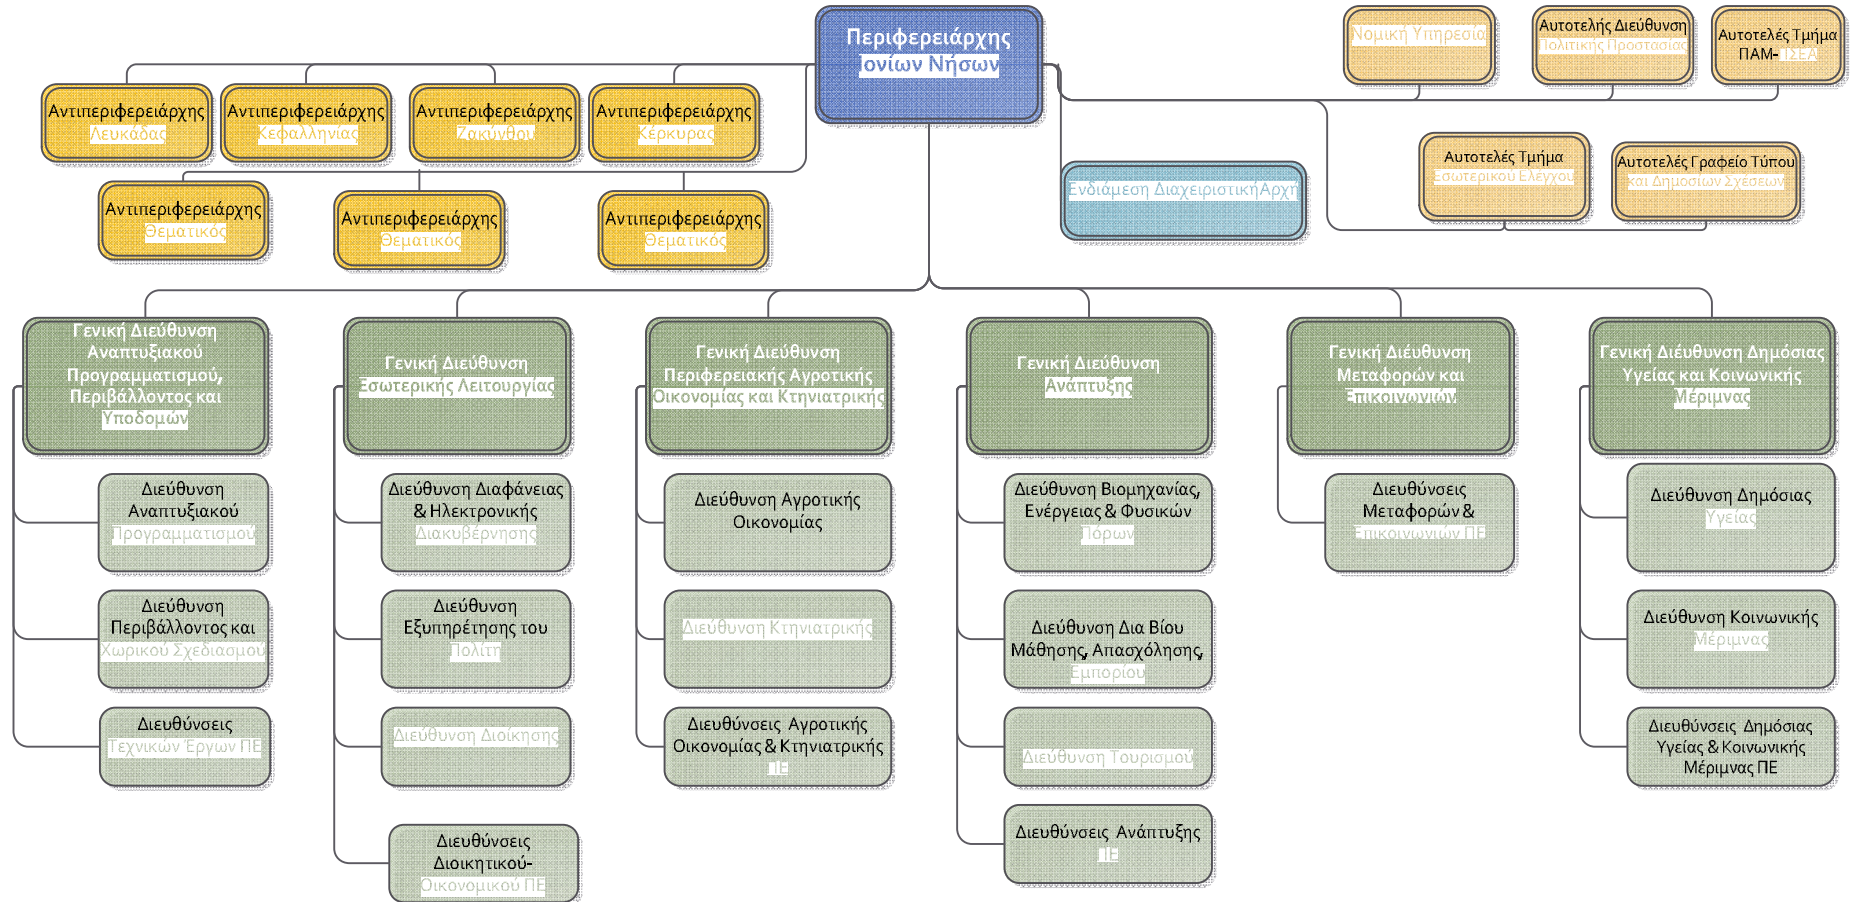 Περιφερειάρχης
Ιονίων Νήσων
Νομική Υπηρεσία
Αυτοτελής Διεύθυνση
Πολιτικής Προστασίας
Αυτοτελές Τμήμα
ΠΑΜ-ΠΣΕΑ
Αντιπεριφερειάρχης
Λευκάδας
Αντιπεριφερειάρχης
Κεφαλληνίας
Αντιπεριφερειάρχης
Ζακύνθου
Αντιπεριφερειάρχης
Κέρκυρας
Αυτοτελές Τμήμα
Εσωτερικού Ελέγχου
Αυτοτελές Γραφείο Τύπου
και Δημοσίων Σχέσεων
Ενδιάμεση ΔιαχειριστικήΑρχή
Αντιπεριφερειάρχης
Θεματικός
Αντιπεριφερειάρχης
Θεματικός
Αντιπεριφερειάρχης
Θεματικός
Γενική Διεύθυνση
Αναπτυξιακού
Προγραμματισμού,
Περιβάλλοντος και
Υποδομών
Διεύθυνση
Αναπτυξιακού
Προγραμματισμού
Διεύθυνση
Περιβάλλοντος και
Χωρικού Σχεδιασμού
Διευθύνσεις
Τεχνικών Έργων ΠΕ
Γενική Διεύθυνση
Εσωτερικής Λειτουργίας
Διεύθυνση Διαφάνειας
& Ηλεκτρονικής
Διακυβέρνησης
Διεύθυνση
Εξυπηρέτησης του
Πολίτη
Διεύθυνση Διοίκησης
Διευθύνσεις
Διοικητικού-
Οικονομικού ΠΕ
Γενική Διεύθυνση
Περιφερειακής Αγροτικής
Οικονομίας και Κτηνιατρικής
Διεύθυνση Αγροτικής
Οικονομίας
Διεύθυνση Κτηνιατρικής
Διευθύνσεις Αγροτικής
Οικονομίας & Κτηνιατρικής
ΠΕ
Γενική Διεύθυνση
Ανάπτυξης
Διεύθυνση Βιομηχανίας,
Ενέργειας & Φυσικών
Πόρων
Διεύθυνση Δια Βίου
Μάθησης, Απασχόλησης,
Εμπορίου
Διεύθυνση Τουρισμού
Διευθύνσεις Ανάπτυξης
ΠΕ
Γενική Διέυθυνση
Μεταφορών και
Επικοινωνιών
Διευθύνσεις
Μεταφορών &
Επικοινωνιών ΠΕ
Γενική Διέυθυνση Δημόσιας
Υγείας και Κοινωνικής
Μέριμνας
Διεύθυνση Δημόσιας
Υγείας
Διεύθυνση Κοινωνικής
Μέριμνας
Διευθύνσεις Δημόσιας
Υγείας & Κοινωνικής
Μέριμνας ΠΕ